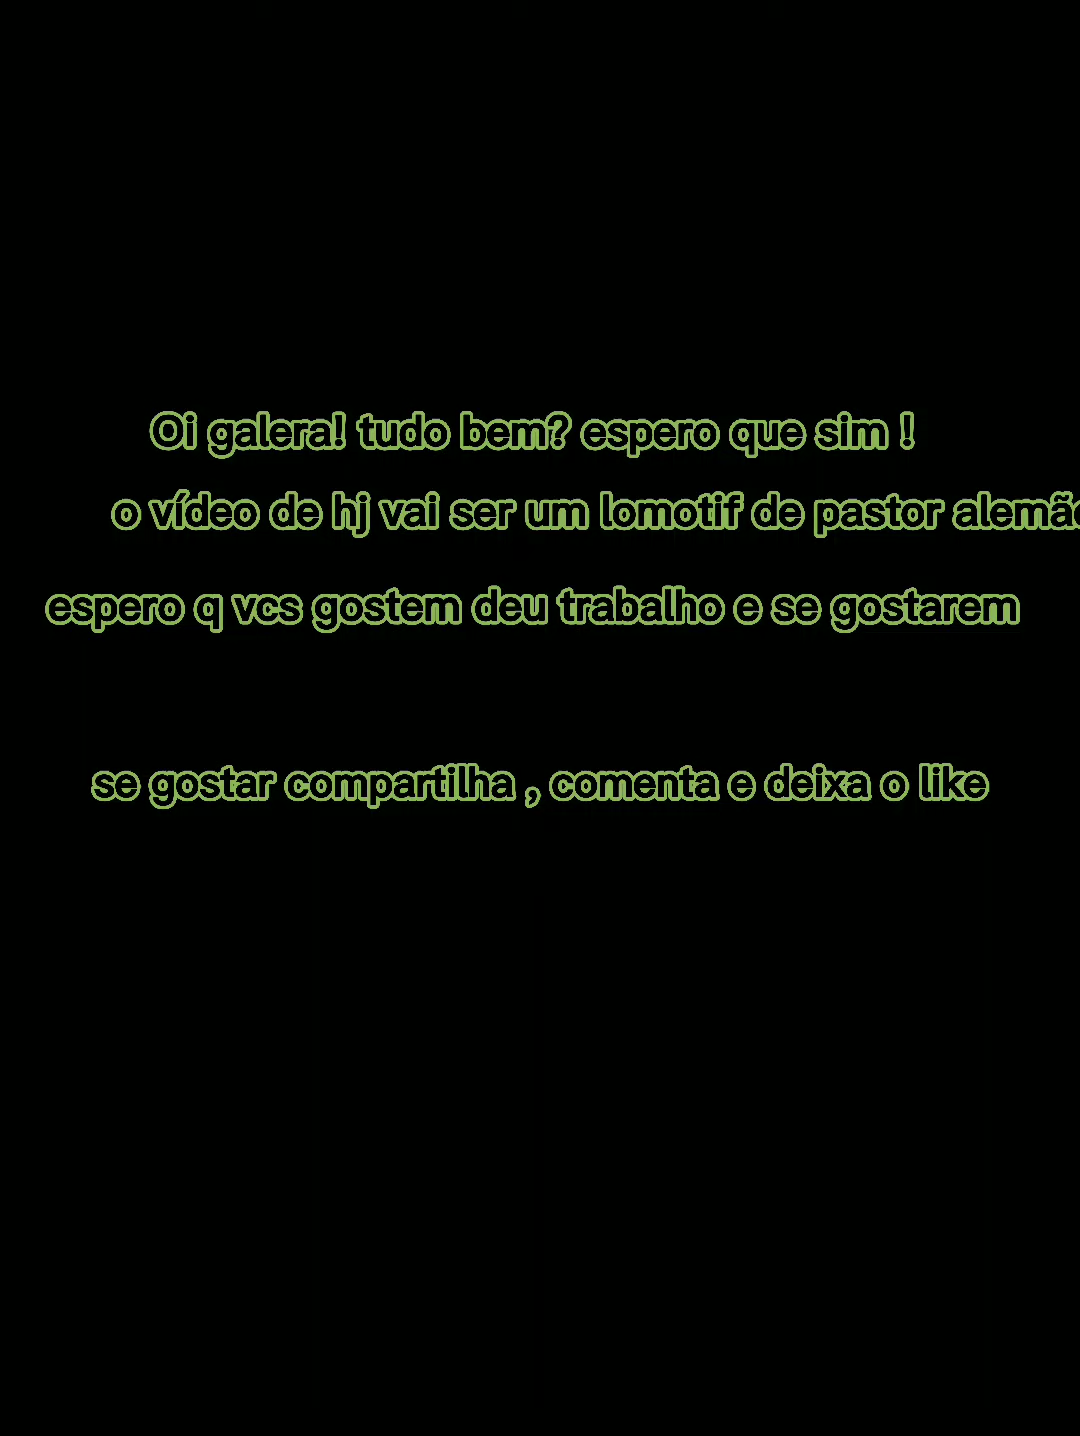 Oi galera! tudo bem? espero que sim !
o vídeo de hj vai ser um lomotif de pastor alemão
espero q vcs gostem deu trabalho e se gostarem
se gostar compartilha , comenta e deixa o like